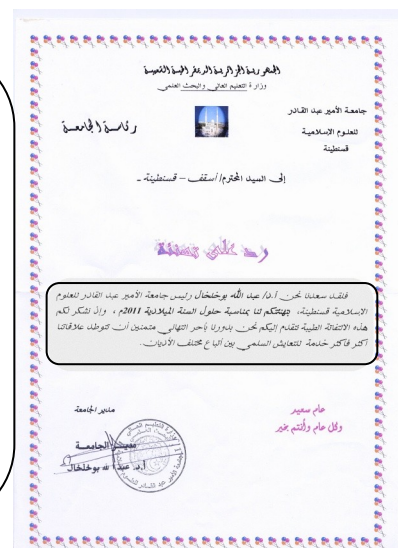 الجمهورية الجزائرية الديمقراطية الشعبية
وزارة التعليم العالي والبحث العلمي
جامعة الأمير عبد القادر
للعلوم الإسلامية
قسنطينة
رئاسة الجامعة
إلى السيد المحترم/ أسقف – قسنطينة -
رد على تهنئة
فلقد سعدنا نحن أ.د/ عبد الله بوخلخال رئيس جامعة الأمير عبد القادر للعلوم
الإسلامية قسنطينة، بتهنئتكم لنا بمناسبة حلول السنة الميلادية 2011م، وإذ نشكر لكم
هذه الالتفاتة الطيبة نتقدم إليكم نحن بدورنا بأحر التهاني متمنين أن تتوطد علاقاتنا
أكثر فأكثر خدمة للتعايش السلمي بين أتباع مختلف الأديان.
عام سعيد
وكل عام وأنتم بخير
مدير الجامعة
مدير الجامعة
أ.د. عبد الله بوخلخال